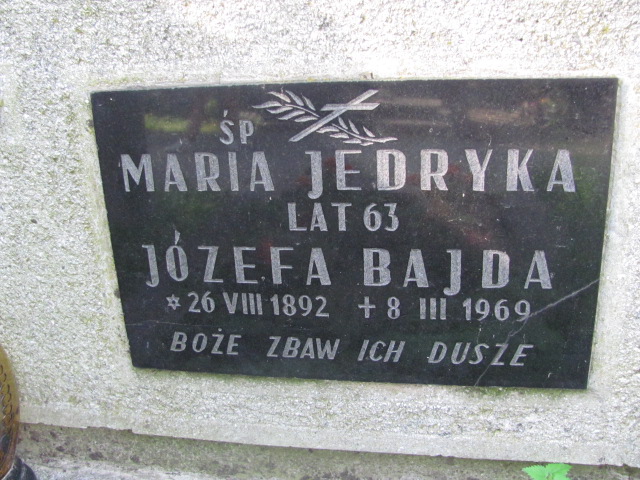 ŚP
MARIA JEDRYKA
LAT 63
JÓZEFA BAJDA
✡ 26 VIII 1892 + 8 III 1969
BOŻE ZBAW ICH DUSZE